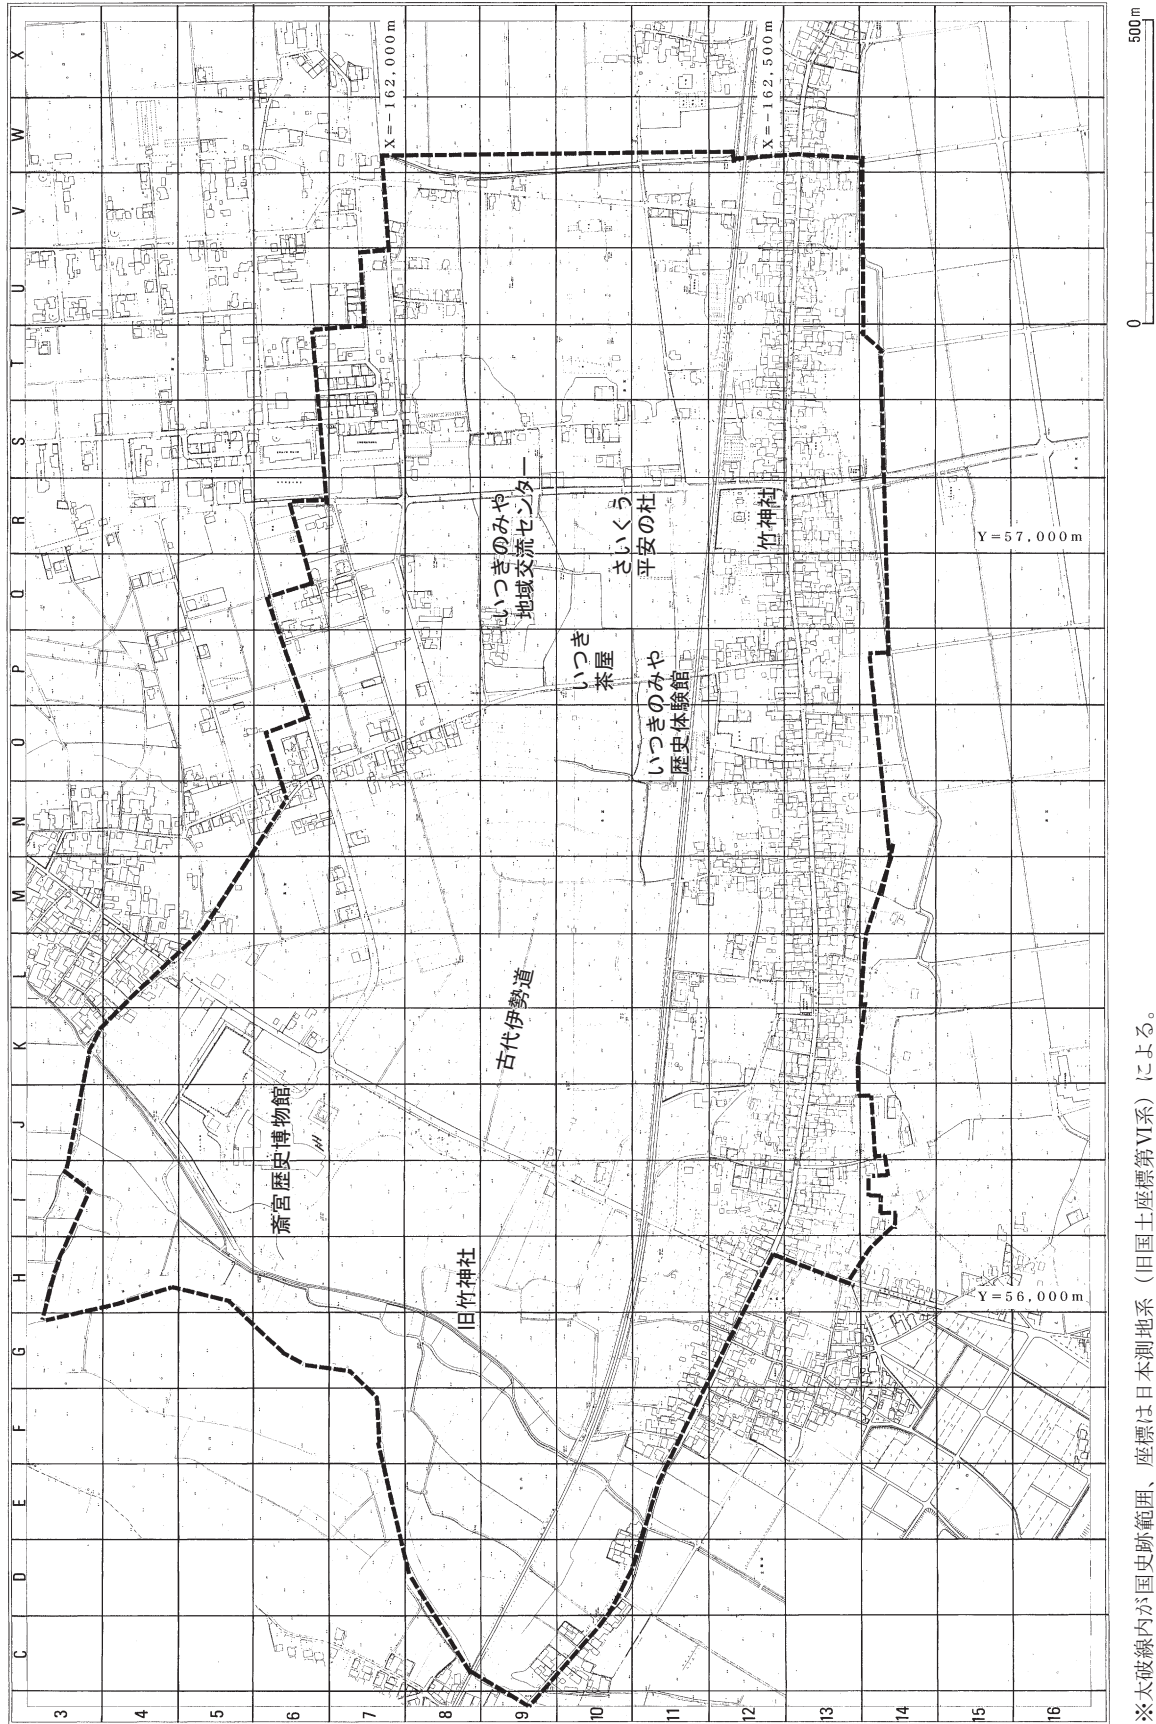 C D E F G H I J K L M N O P Q R S T U V W X
3
4
5
6
7
8
9
10
11
12
13
14
15
16
X=-162,000m
X=-162,500m
Y=56,000m
Y=57,000m
斎宮歴史博物館
旧竹神社
古代伊勢道
いつきのみや
歴史体験館
いつき
茶屋
いつきのみや
地域交流センター
さいくう
平安の杜
竹神社
0 500m
※太破線内が国史跡範囲、座標は日本測地系（旧国土座標第Ⅵ系）による。